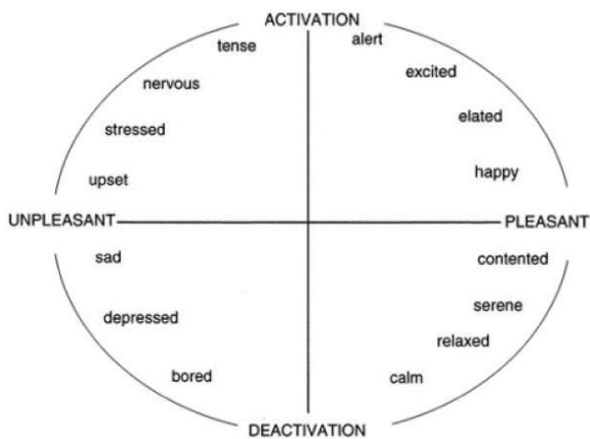 ACTIVATION
tense
alert
nervous
excited
stressed
elated
upset
happy
UNPLEASANT
PLEASANT
sad
contented
depressed
serene
relaxed
bored
calm
DEACTIVATION